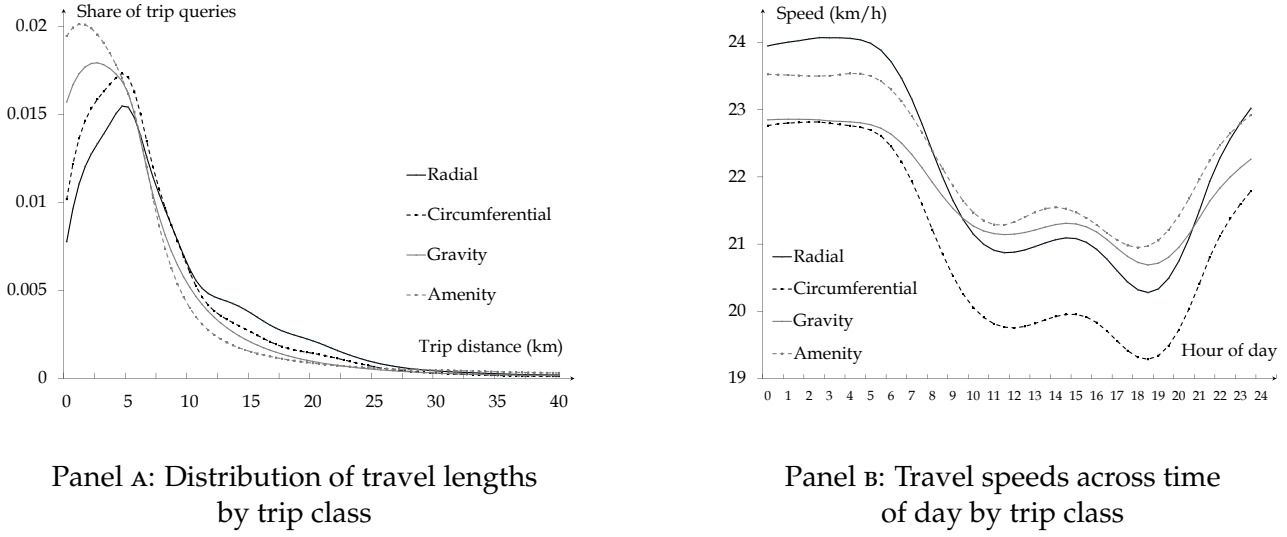 Share of trip queries
0.02
0.015
0.01
0.005
0
Radial
Circumferential
Gravity
Amenity
Trip distance (km)
0 5 10 15 20 25 30 35 40
Panel A: Distribution of travel lengths
by trip class
Speed (km/h)
24
23
22
21
20
19
Radial
Circumferential
Gravity
Amenity
Hour of day
0 1 2 3 4 5 6 7 8 9 10 11 12 13 14 15 16 17 18 19 20 21 22 23 24
Panel B: Travel speeds across time
of day by trip class